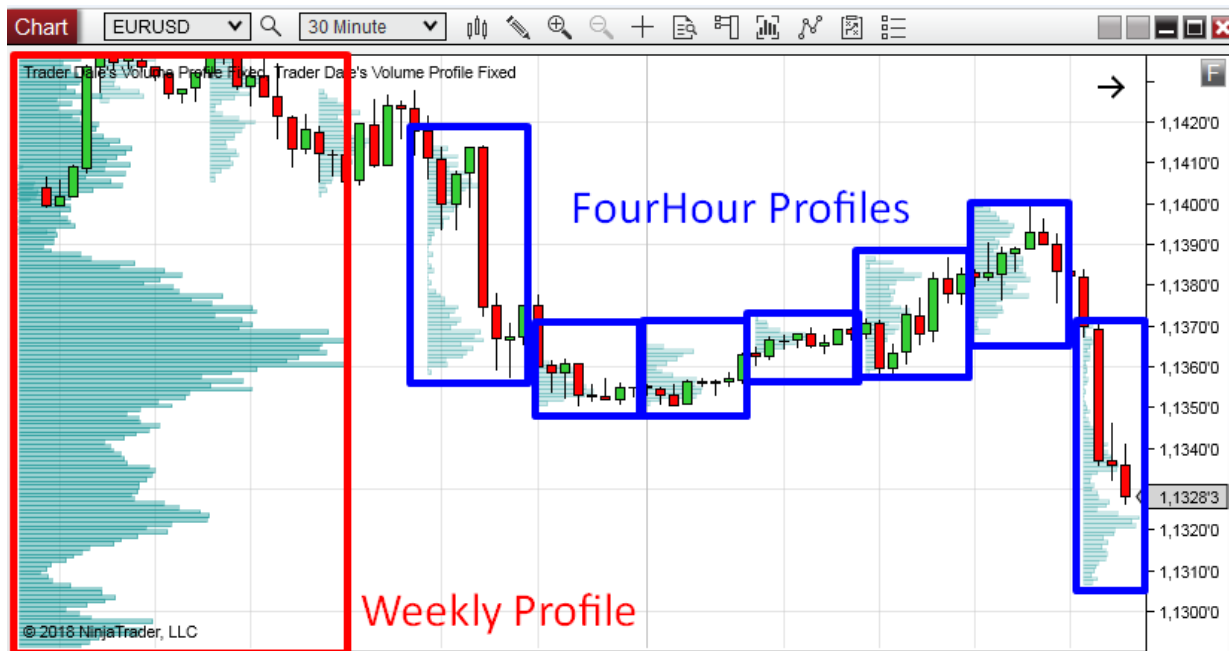 Chart EURUSD 30 Minute
Trader Dale's Volume Profile Fixed, Trader Dale's Volume Profile Fixed
F
1,1420'0
1,1410'0
FourHour Profiles
1,1400'0
1,1390'0
1,1380'0
1,1370'0
1,1360'0
1,1350'0
1,1340'0
1,1328'3
1,1320'0
1,1310'0
Weekly Profile
1,1300'0
© 2018 NinjaTrader, LLC